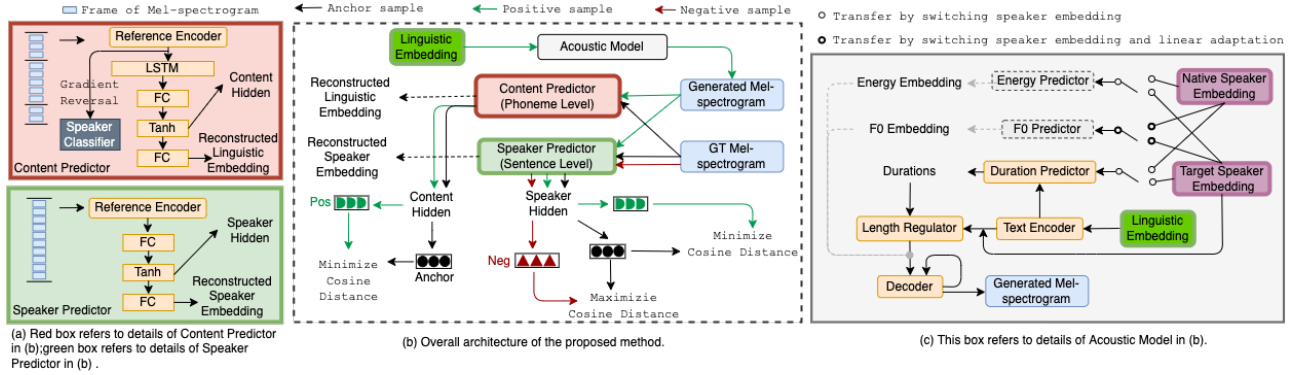 Frame of Mel-spectrogram
Reference Encoder
LSTM
Gradient
Reversal
FC
Content
Hidden
Speaker
Classifier
Tanh
Reconstructed
Linguistic
Embedding
FC
Content Predictor
Reference Encoder
FC
Speaker
Hidden
Tanh
Reconstructed
Speaker
Embedding
FC
Speaker Predictor
(a) Red box refers to details of Content Predictor
in (b);green box refers to details of Speaker
Predictor in (b) .
Anchor sample
Positive sample
Negative sample
Linguistic
Embedding
Acoustic Model
Reconstructed
Linguistic
Embedding
Content Predictor
(Phoneme Level)
Generated Mel-
spectrogram
Reconstructed
Speaker
Embedding
Speaker Predictor
(Sentence Level)
GT Mel-
spectrogram
Pos
Content
Hidden
Speaker
Hidden
Minimize
Cosine Distance
Minimize
Cosine
Distance
Anchor
Neg
Maximizie
Cosine Distance
(b) Overall architecture of the proposed method.
Transfer by switching speaker embedding
Transfer by switching speaker embedding and linear adaptation
Energy Embedding
Energy Predictor
Native Speaker
Embedding
F0 Embedding
F0 Predictor
Durations
Duration Predictor
Target Speaker
Embedding
Length Regulator
Text Encoder
Linguistic
Embedding
Decoder
Generated Mel-
spectrogram
(c) This box refers to details of Acoustic Model in (b).